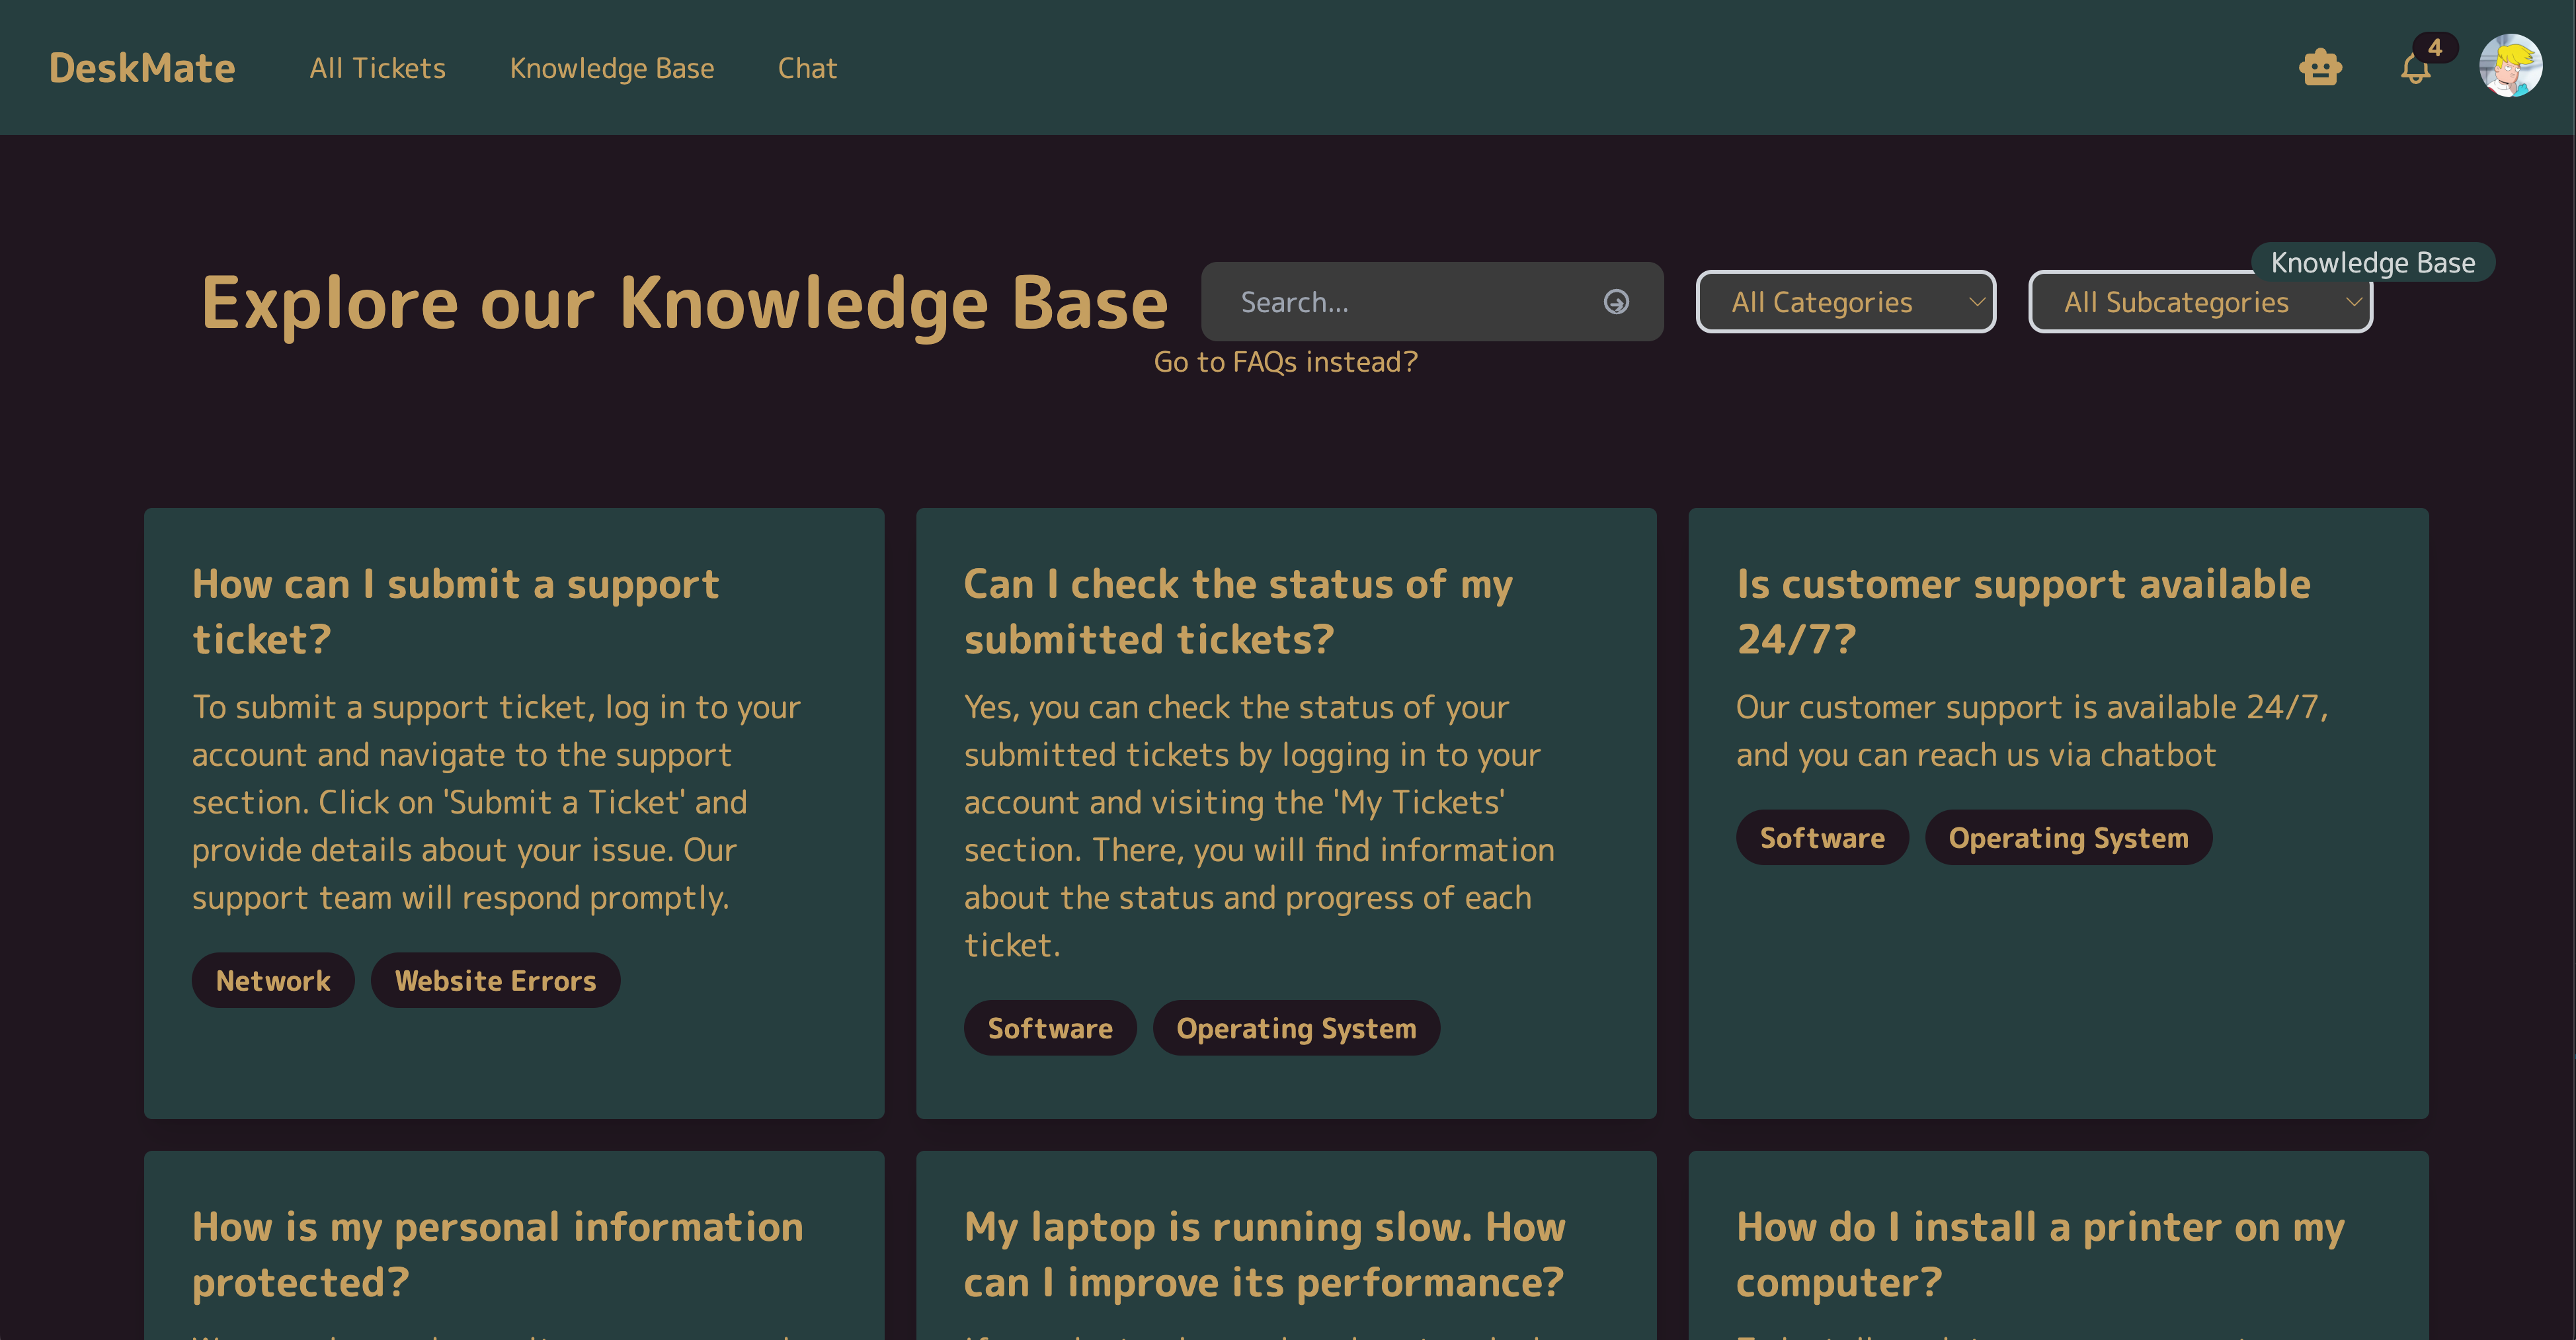 DeskMate
All Tickets
Knowledge Base
Chat
4
Explore our Knowledge Base
Search...
All Categories
All Subcategories
Knowledge Base
Go to FAQs instead?
How can I submit a support
ticket?
To submit a support ticket, log in to your
account and navigate to the support
section. Click on 'Submit a Ticket' and
provide details about your issue. Our
support team will respond promptly.
Network
Website Errors
Can I check the status of my
submitted tickets?
Yes, you can check the status of your
submitted tickets by logging in to your
account and visiting the 'My Tickets'
section. There, you will find information
about the status and progress of each
ticket.
Software
Operating System
Is customer support available
24/7?
Our customer support is available 24/7,
and you can reach us via chatbot
Software
Operating System
How is my personal information
protected?
My laptop is running slow. How
can I improve its performance?
How do I install a printer on my
computer?